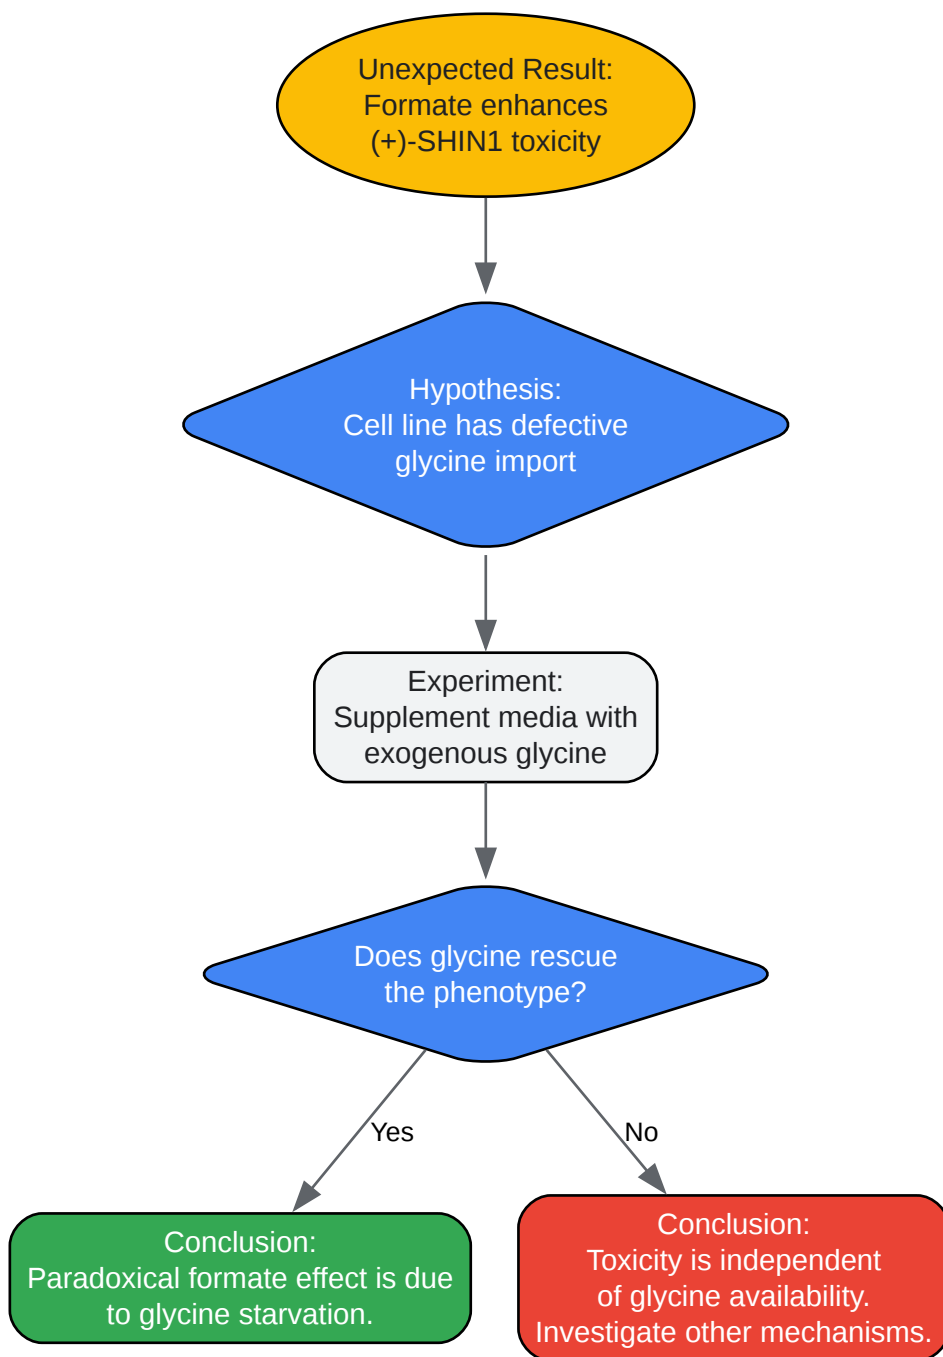 Unexpected Result:
Formate enhances
(+)-SHIN1 toxicity
Hypothesis:
Cell line has defective
glycine import
Experiment:
Supplement media with
exogenous glycine
Does glycine rescue
the phenotype?
Yes
No
Conclusion:
Paradoxical formate effect is due
to glycine starvation.
Conclusion:
Toxicity is independent
of glycine availability.
Investigate other mechanisms.